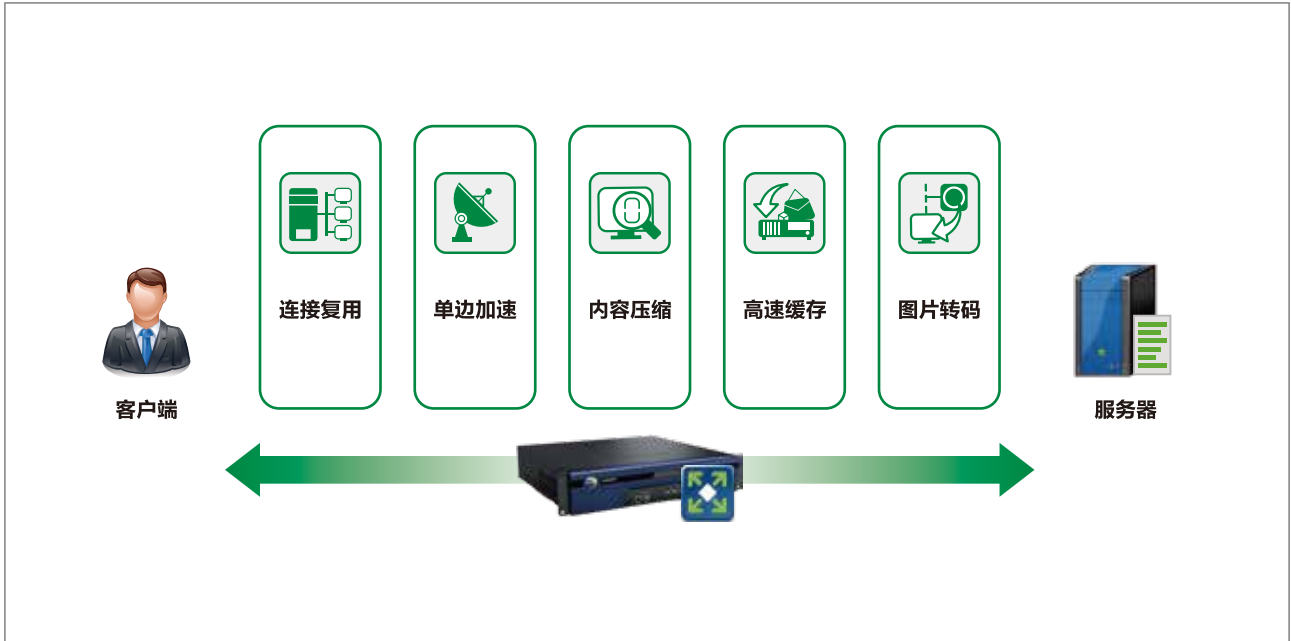 连接复用
单边加速
内容压缩
高速缓存
图片转码
客户端
服务器